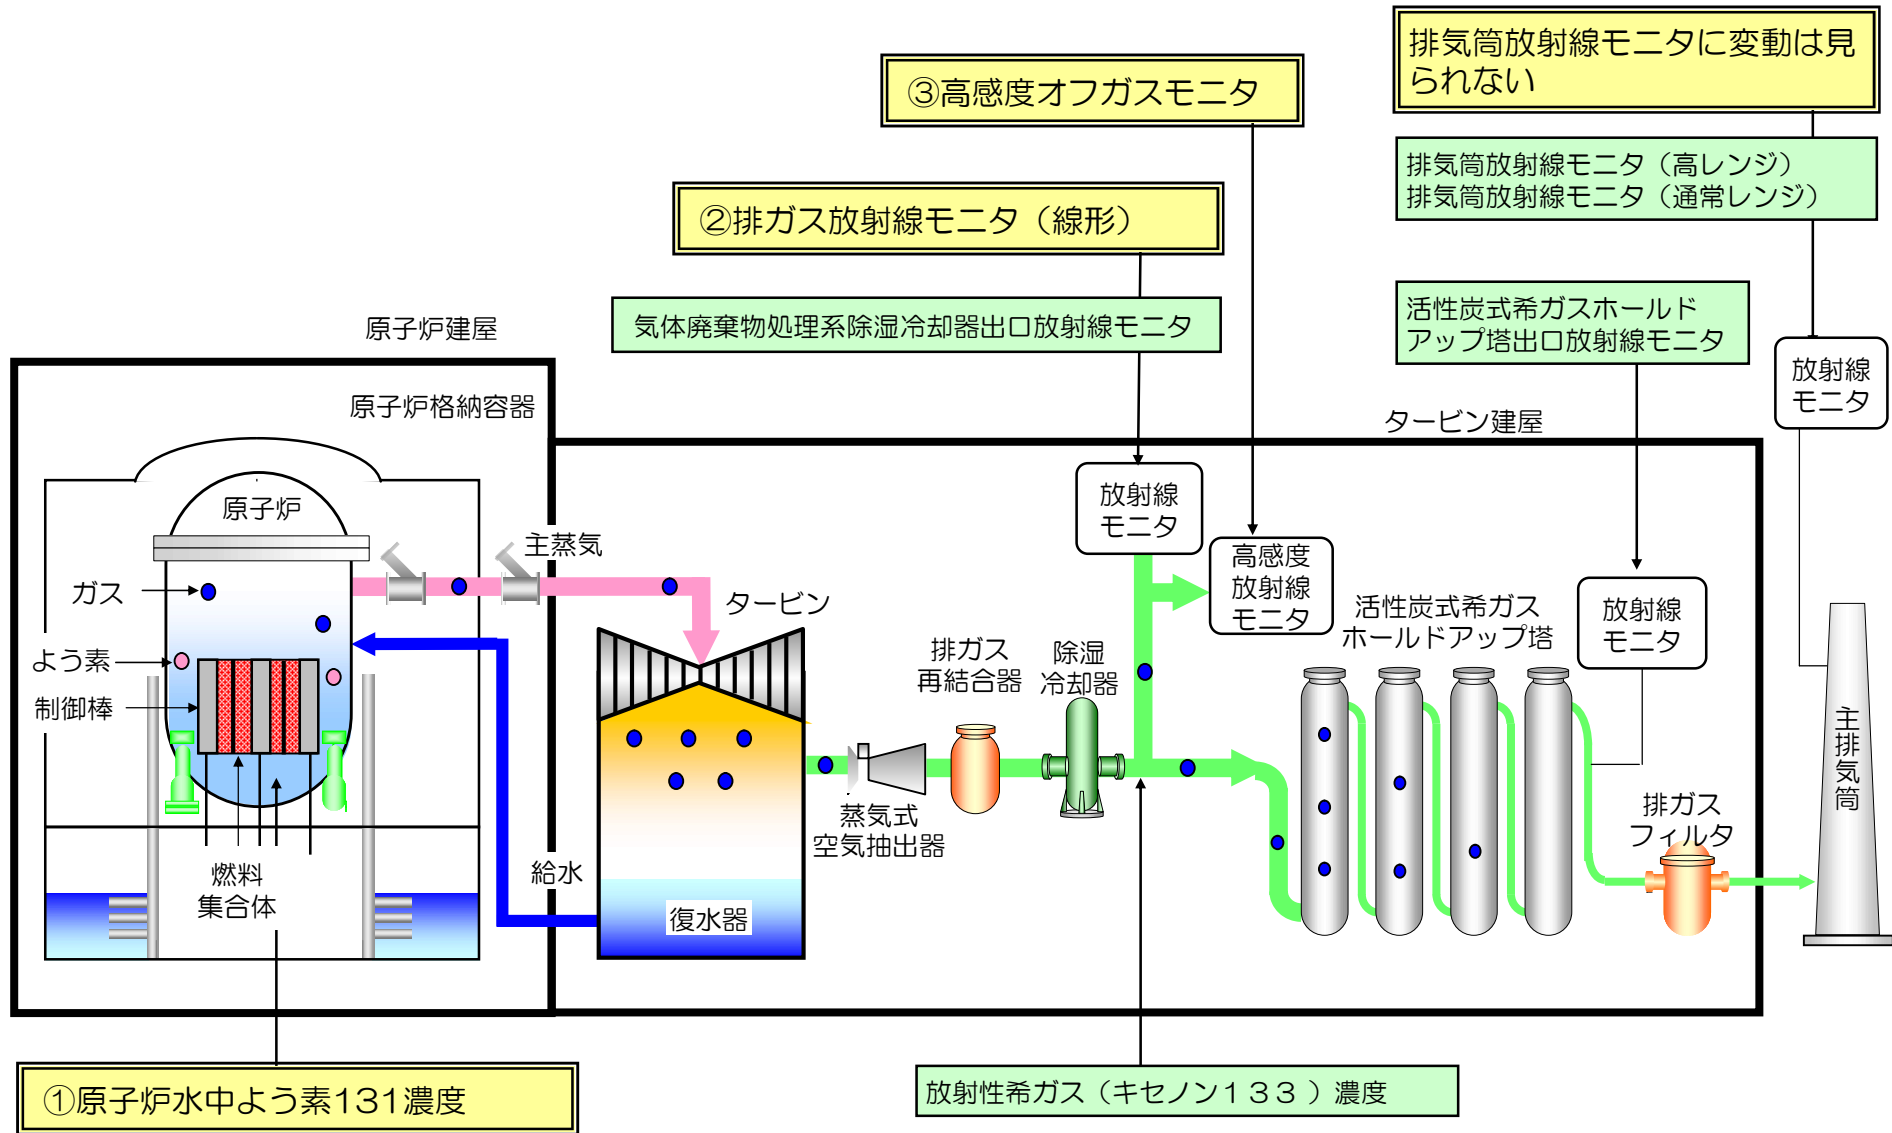 排気筒放射線モニタに変動は見
られない
③高感度オフガスモニタ
排気筒放射線モニタ（高レンジ）
排気筒放射線モニタ（通常レンジ）
②排ガス放射線モニタ（線形）
気体廃棄物処理系除湿冷却器出口放射線モニタ
活性炭式希ガスホールド
アップ塔出口放射線モニタ
原子炉建屋
放射線
モニタ
原子炉格納容器
タービン建屋
放射線
モニタ
原子炉
主蒸気
高感度
放射線
モニタ
ガス
タービン
活性炭式希ガス
ホールドアップ塔
放射線
モニタ
よう素
排ガス
再結合器
除湿
冷却器
制御棒
主排気筒
蒸気式
空気抽出器
排ガス
フィルタ
燃料
集合体
給水
復水器
①原子炉水中よう素131濃度
放射性希ガス（キセノン１３３ ）濃度